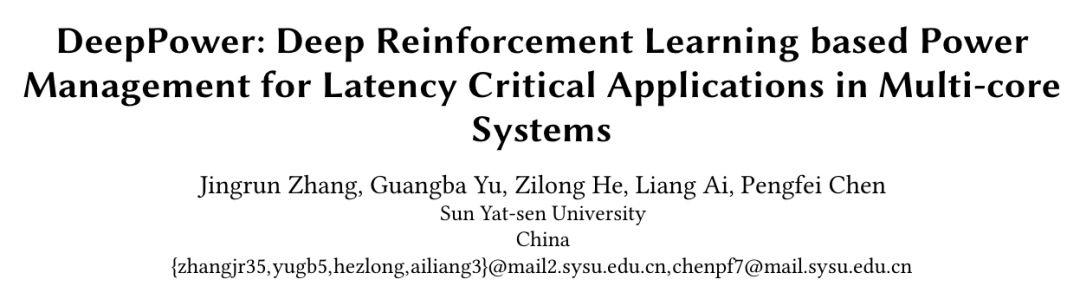 DeepPower: Deep Reinforcement Learning based Power
Management for Latency Critical Applications in Multi-core
Systems
Jingrun Zhang, Guangba Yu, Zilong He, Liang Ai, Pengfei Chen
Sun Yat-sen University
China
{zhangjr35,yugb5,hezlong,ailiang3}@mail2.sysu.edu.cn,chenpf7@mail.sysu.edu.cn